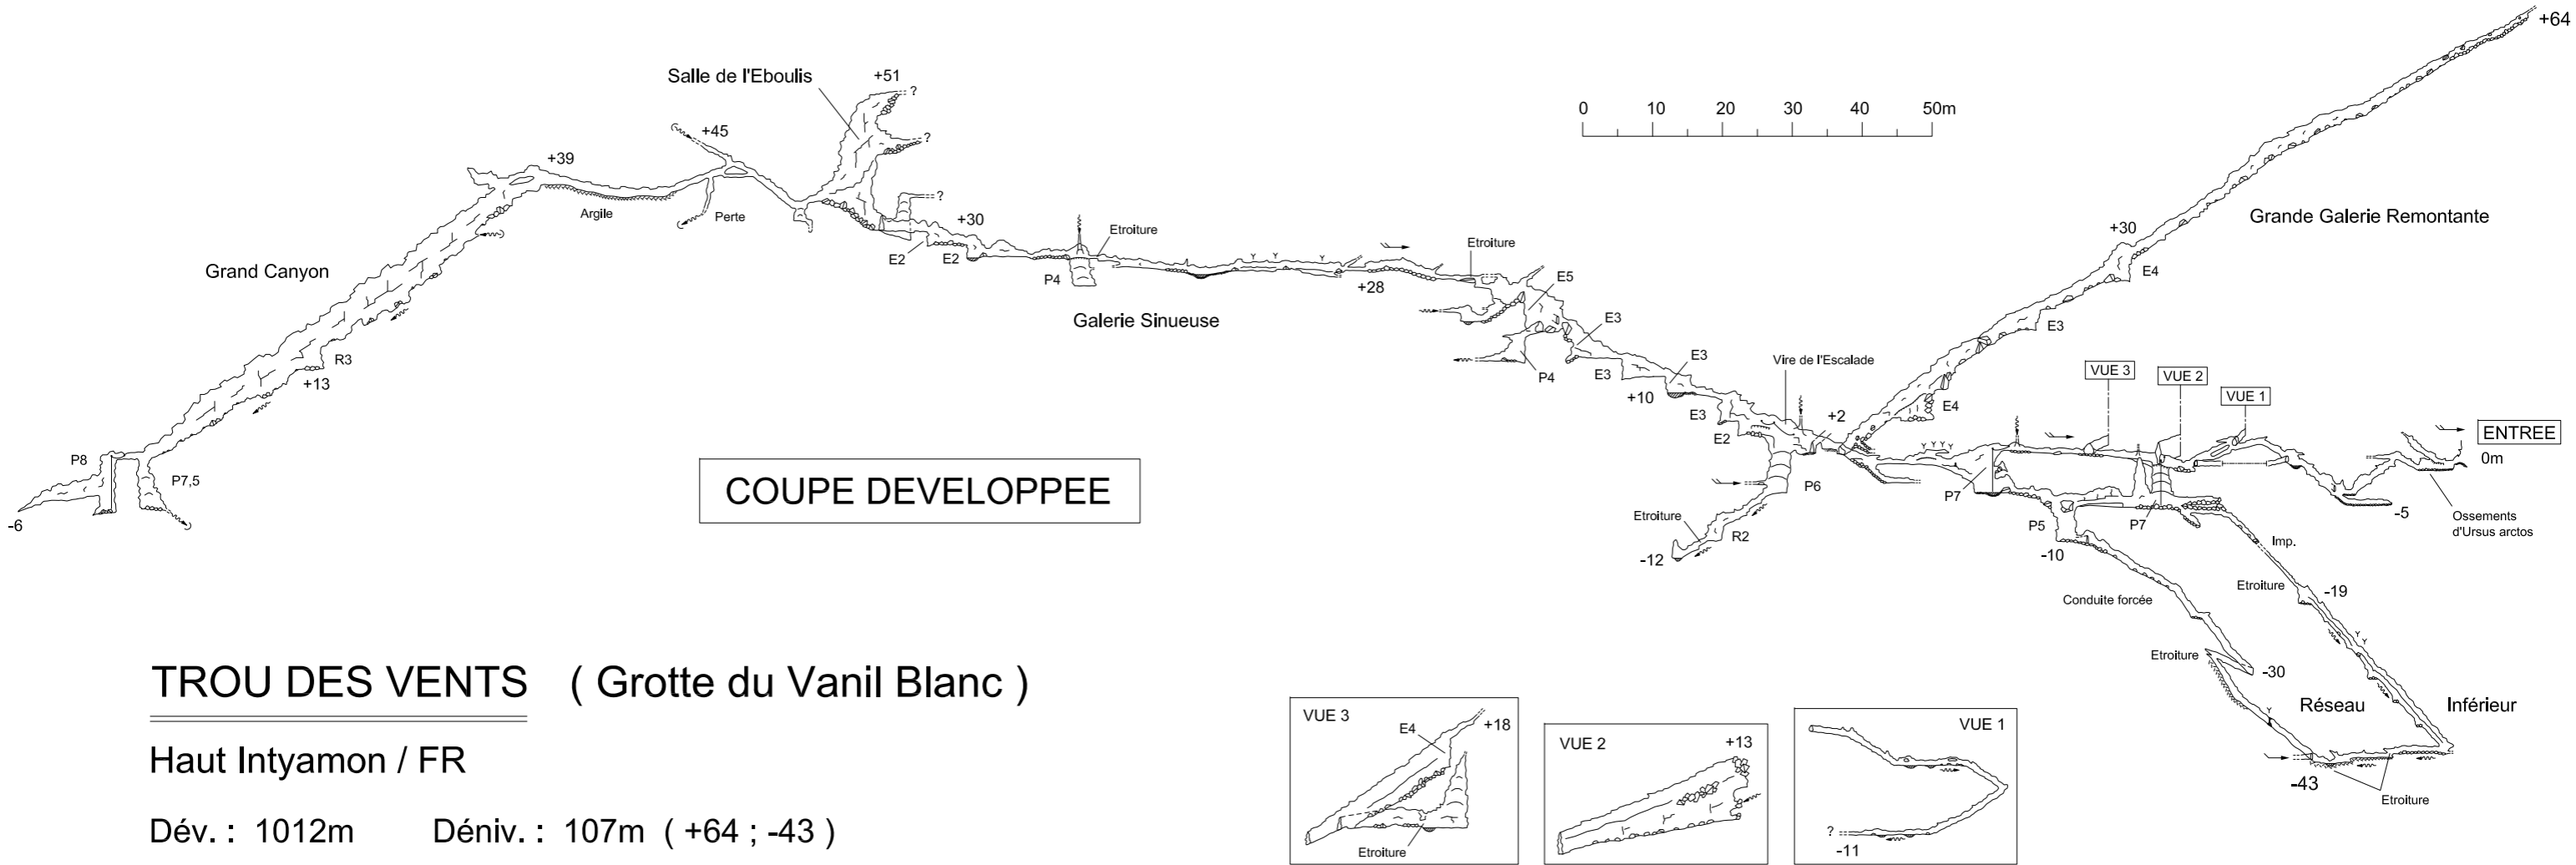 +64
Salle de l'Eboulis
+51
?
0 10 20 30 40 50m
+45
?
+39
Argile
Perte
?
+30
Etroiture
Grande Galerie Remontante
+30
Grand Canyon
E2
E2
P4
+28
Etroiture
E5
E4
Galerie Sinueuse
E3
E3
R3
+13
P4
E3
E3
Vire de l'Escalade
VUE 3
VUE 2
VUE 1
+10
E3
E2
+2
E4
ENTREE
0m
P8
P7,5
-6
COUPE DEVELOPPEE
P6
P7
P5
P7
-5
Ossements
d'Ursus arctos
Etroiture
R2
-12
-10
Imp.
Etroiture
-19
Conduite forcée
Etroiture
-30
Réseau Inférieur
-43
Etroiture
TROU DES VENTS ( Grotte du Vanil Blanc )
Haut Intyamon / FR
Dév. : 1012m Déniv. : 107m ( +64 ; -43 )
VUE 3
E4
+18
Etroiture
VUE 2
+13
VUE 1
?
-11